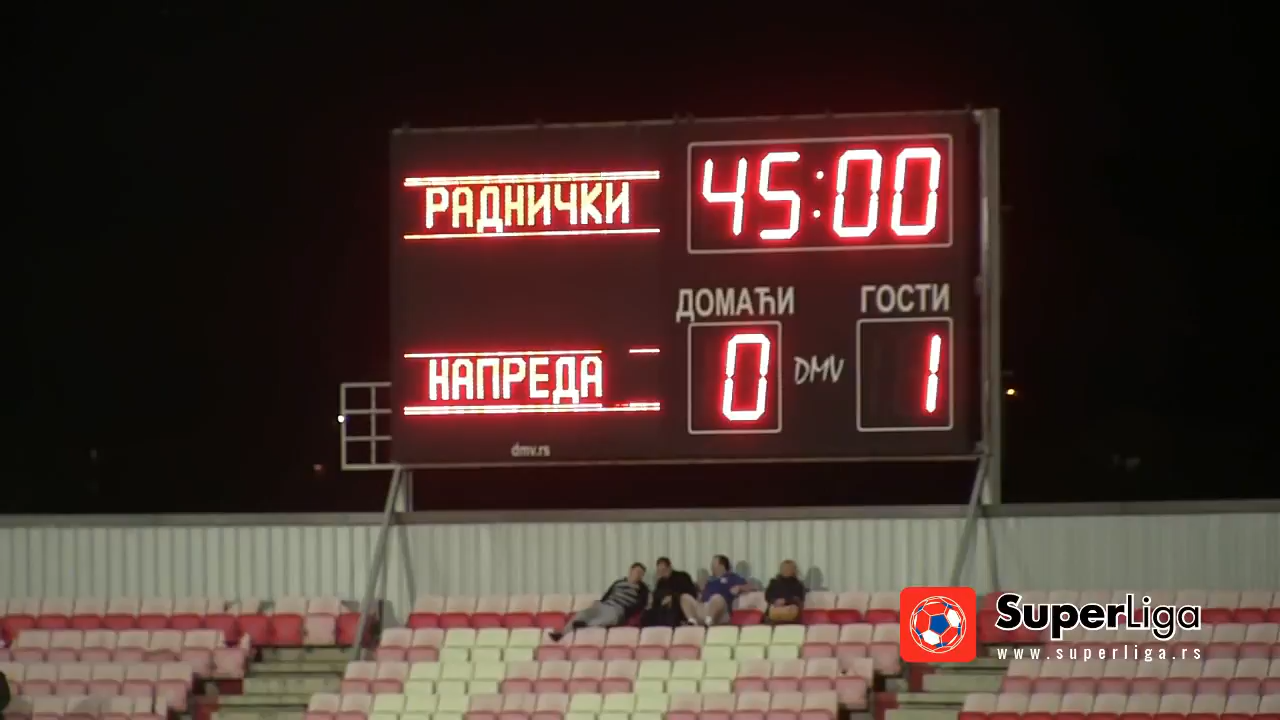 РАДНИЧКИ
45:00
ДОМАЋИ ГОСТИ
НАПРЕДА
0 DMV 1
dmv.rs
SuperLiga
www.superliga.rs